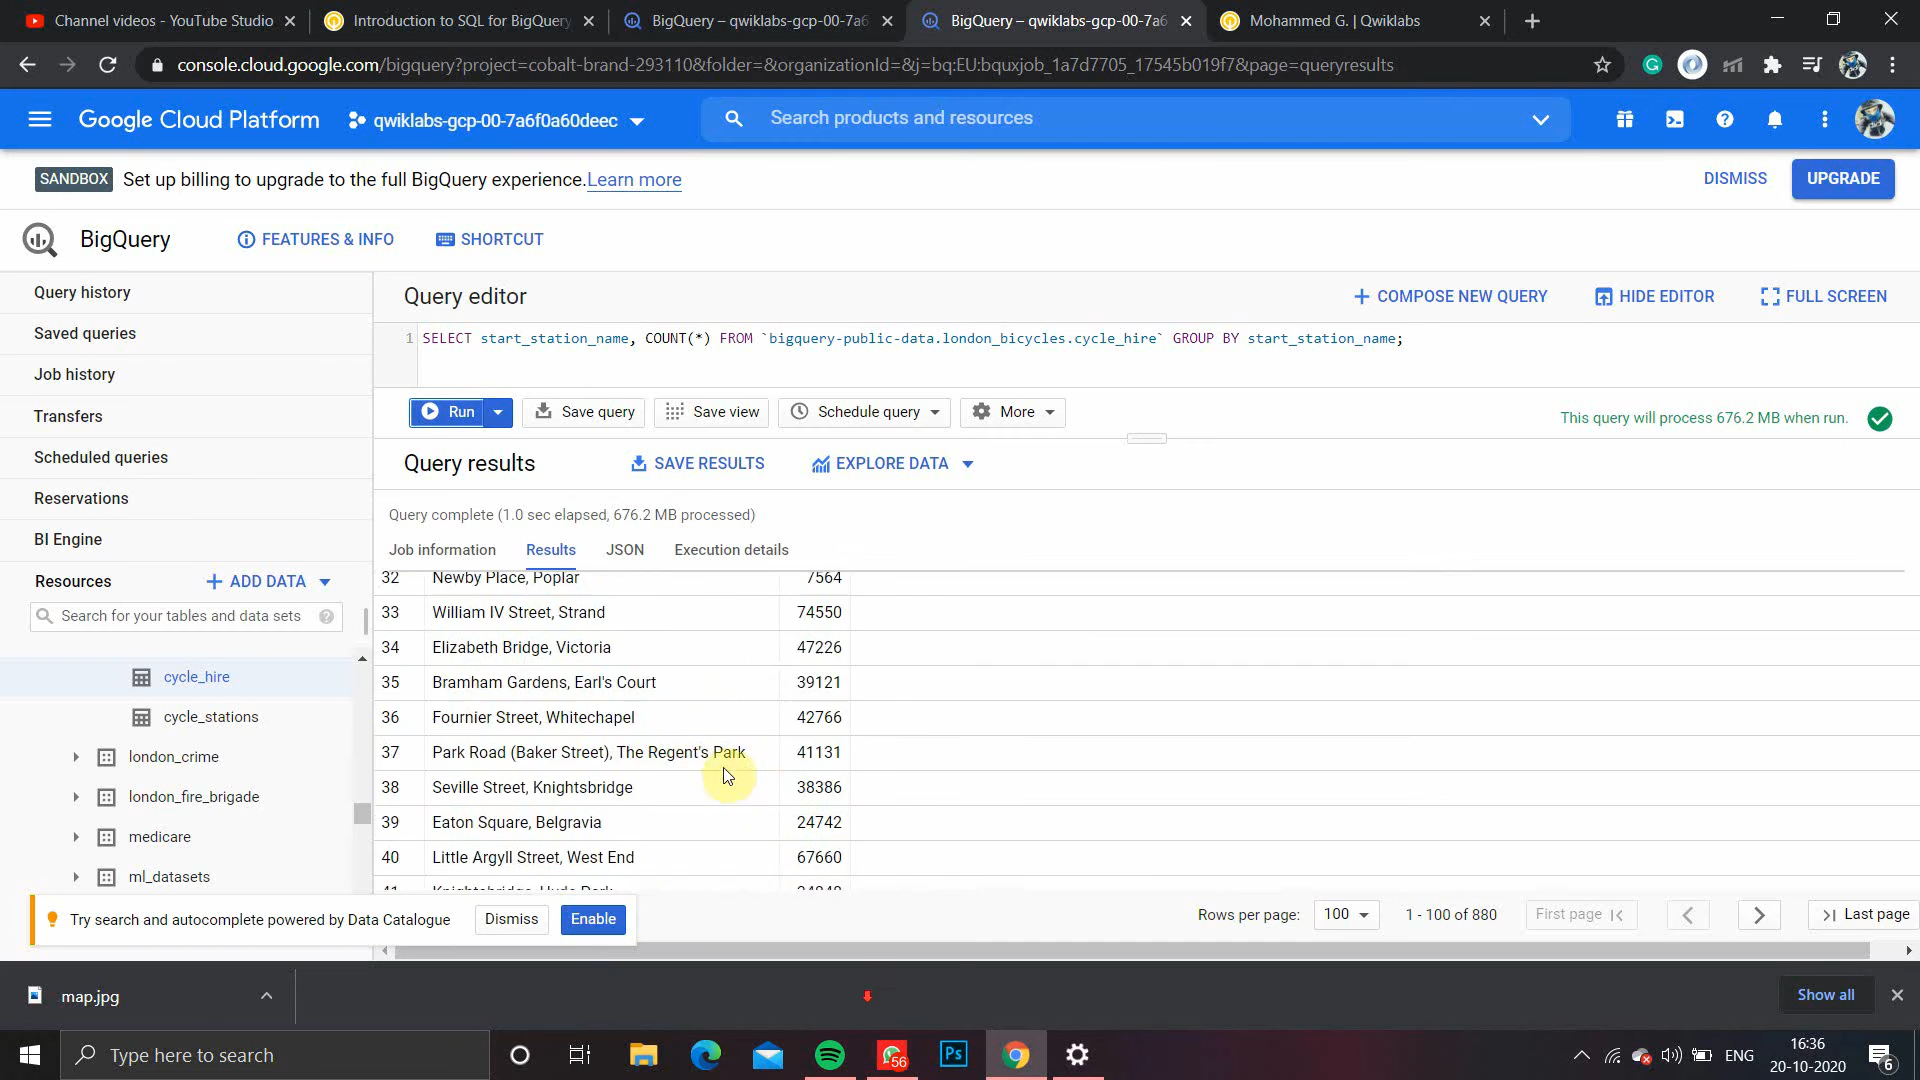 Channel videos - YouTube Studio
Introduction to SQL for BigQuery
BigQuery – qwiklabs-gcp-00-7a6
BigQuery – qwiklabs-gcp-00-7a6
Mohammed G. | Qwiklabs
console.cloud.google.com/bigquery?project=cobalt-brand-293110&folder=&organizationId=&j=bq:EU:bquxjob_1a7d7705_17545b019f7&page=queryresults
Google Cloud Platform
qwiklabs-gcp-00-7a6f0a60deec
Search products and resources
SANDBOX Set up billing to upgrade to the full BigQuery experience. Learn more
DISMISS
UPGRADE
BigQuery
FEATURES & INFO
SHORTCUT
Query history
Saved queries
Job history
Transfers
Scheduled queries
Reservations
BI Engine
Resources
ADD DATA
Search for your tables and data sets
cycle_hire
cycle_stations
london_crime
london_fire_brigade
medicare
ml_datasets
Query editor
COMPOSE NEW QUERY
HIDE EDITOR
FULL SCREEN
1 SELECT start_station_name, COUNT(*) FROM `bigquery-public-data.london_bicycles.cycle_hire` GROUP BY start_station_name;
Run
Save query
Save view
Schedule query
More
This query will process 676.2 MB when run.
Query results
SAVE RESULTS
EXPLORE DATA
Query complete (1.0 sec elapsed, 676.2 MB processed)
Job information
Results
JSON
Execution details
32 Newby Place, Poplar 7564
33 William IV Street, Strand 74550
34 Elizabeth Bridge, Victoria 47226
35 Bramham Gardens, Earl's Court 39121
36 Fournier Street, Whitechapel 42766
37 Park Road (Baker Street), The Regent's Park 41131
38 Seville Street, Knightsbridge 38386
39 Eaton Square, Belgravia 24742
40 Little Argyll Street, West End 67660
Try search and autocomplete powered by Data Catalogue
Dismiss
Enable
Rows per page: 100
1 - 100 of 880
First page
Last page
map.jpg
Show all
Type here to search
56
Ps
ENG
16:36
20-10-2020
6